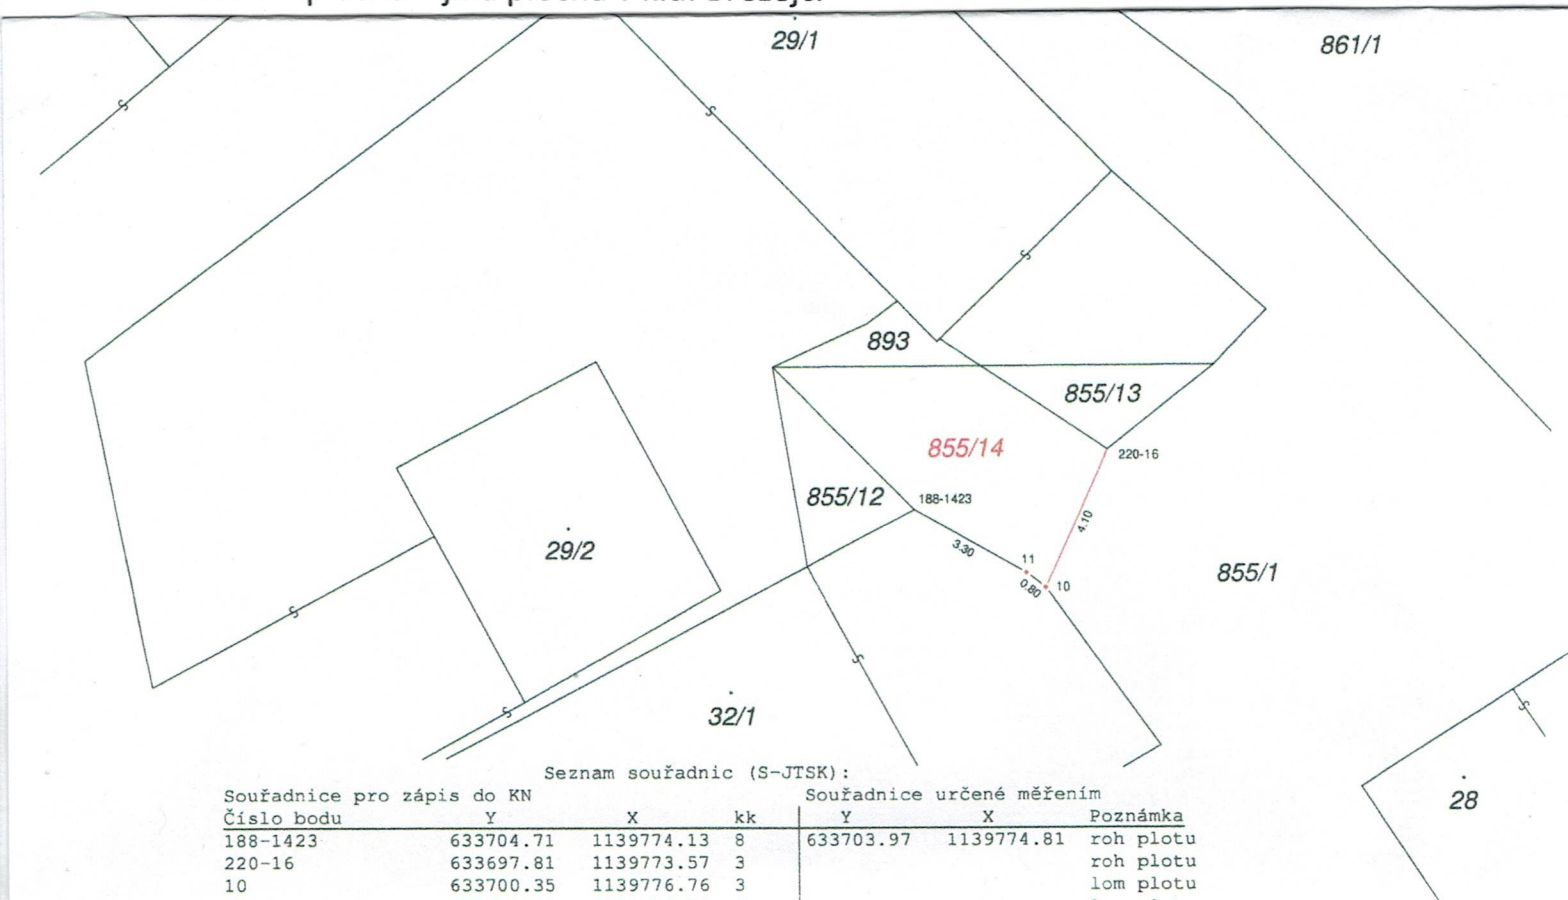 29/1
861/1
893
855/13
855/14
220-16
855/12
188-1423
4.10
3.30
11
29/2
0.80
10
855/1
32/1
28
Seznam souřadnic (S-JTSK):
Souřadnice pro zápis do KN Souřadnice určené měřením
Číslo bodu Y X kk Y X Poznámka
188-1423 633704.71 1139774.13 8 633703.97 1139774.81 roh plotu
220-16 633697.81 1139773.57 3 roh plotu
10 633700.35 1139776.76 3 lom plotu